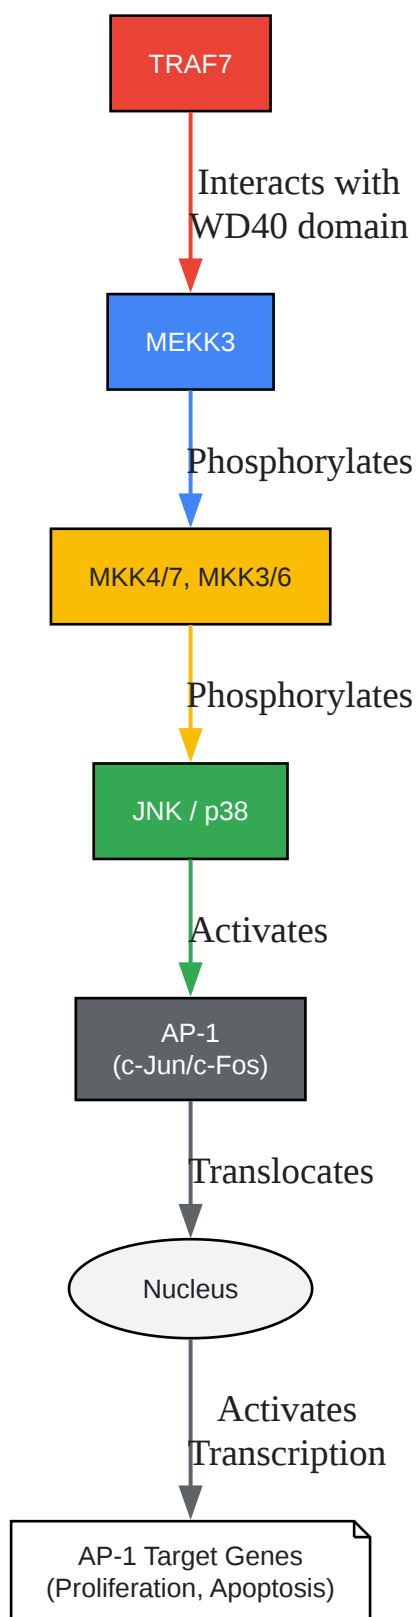 TRAF7
Interacts with
WD40 domain
MEKK3
Phosphorylates
MKK4/7, MKK3/6
Phosphorylates
JNK / p38
Activates
AP-1
(c-Jun/c-Fos)
Translocates
Nucleus
Activates
Transcription
AP-1 Target Genes
(Proliferation, Apoptosis)